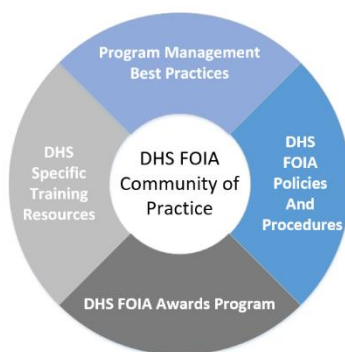 Program Management
Best Practices
DHS
Specific
Training
Resources
DHS FOIA
Community of
Practice
DHS
FOIA
Policies
And
Procedures
DHS FOIA Awards Program